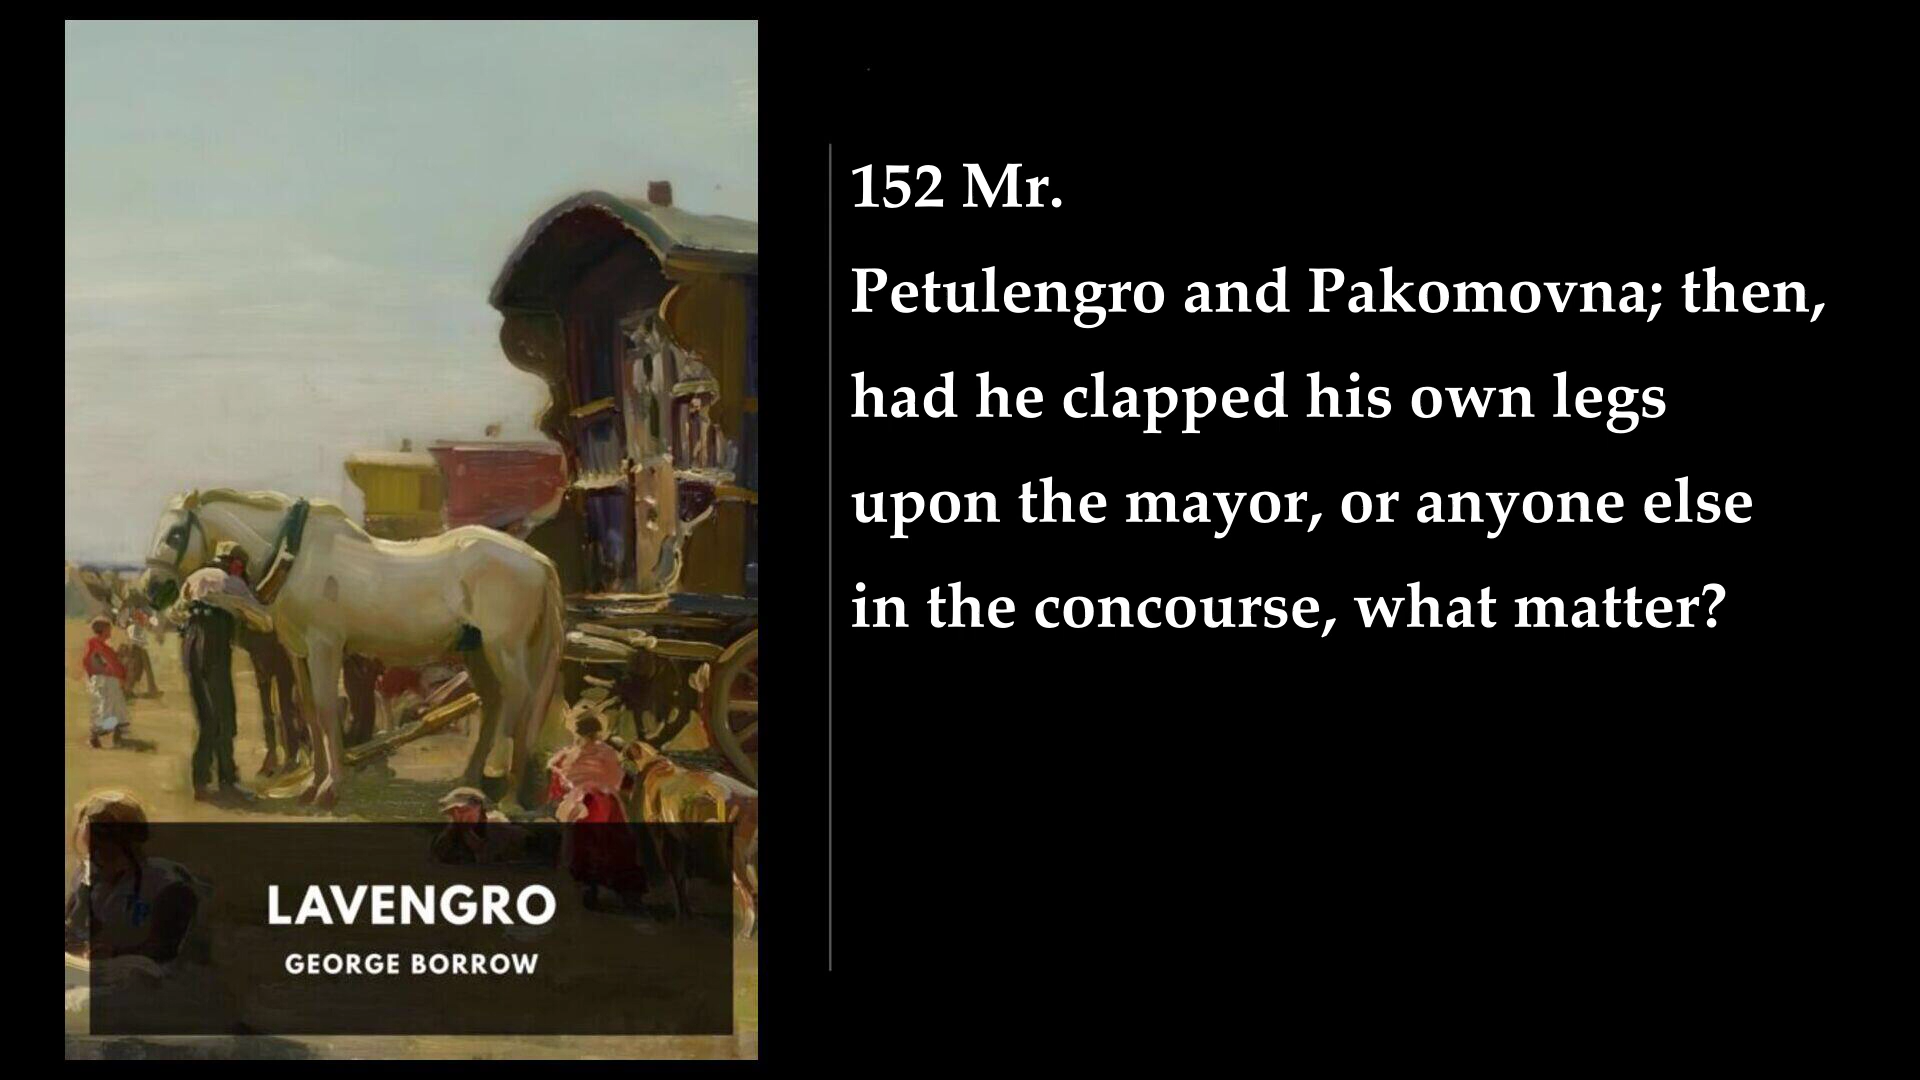 152 Mr.
Petulengro and Pakomovna; then,
had he clapped his own legs
upon the mayor, or anyone else
in the concourse, what matter?
LAVENGRO
GEORGE BORROW